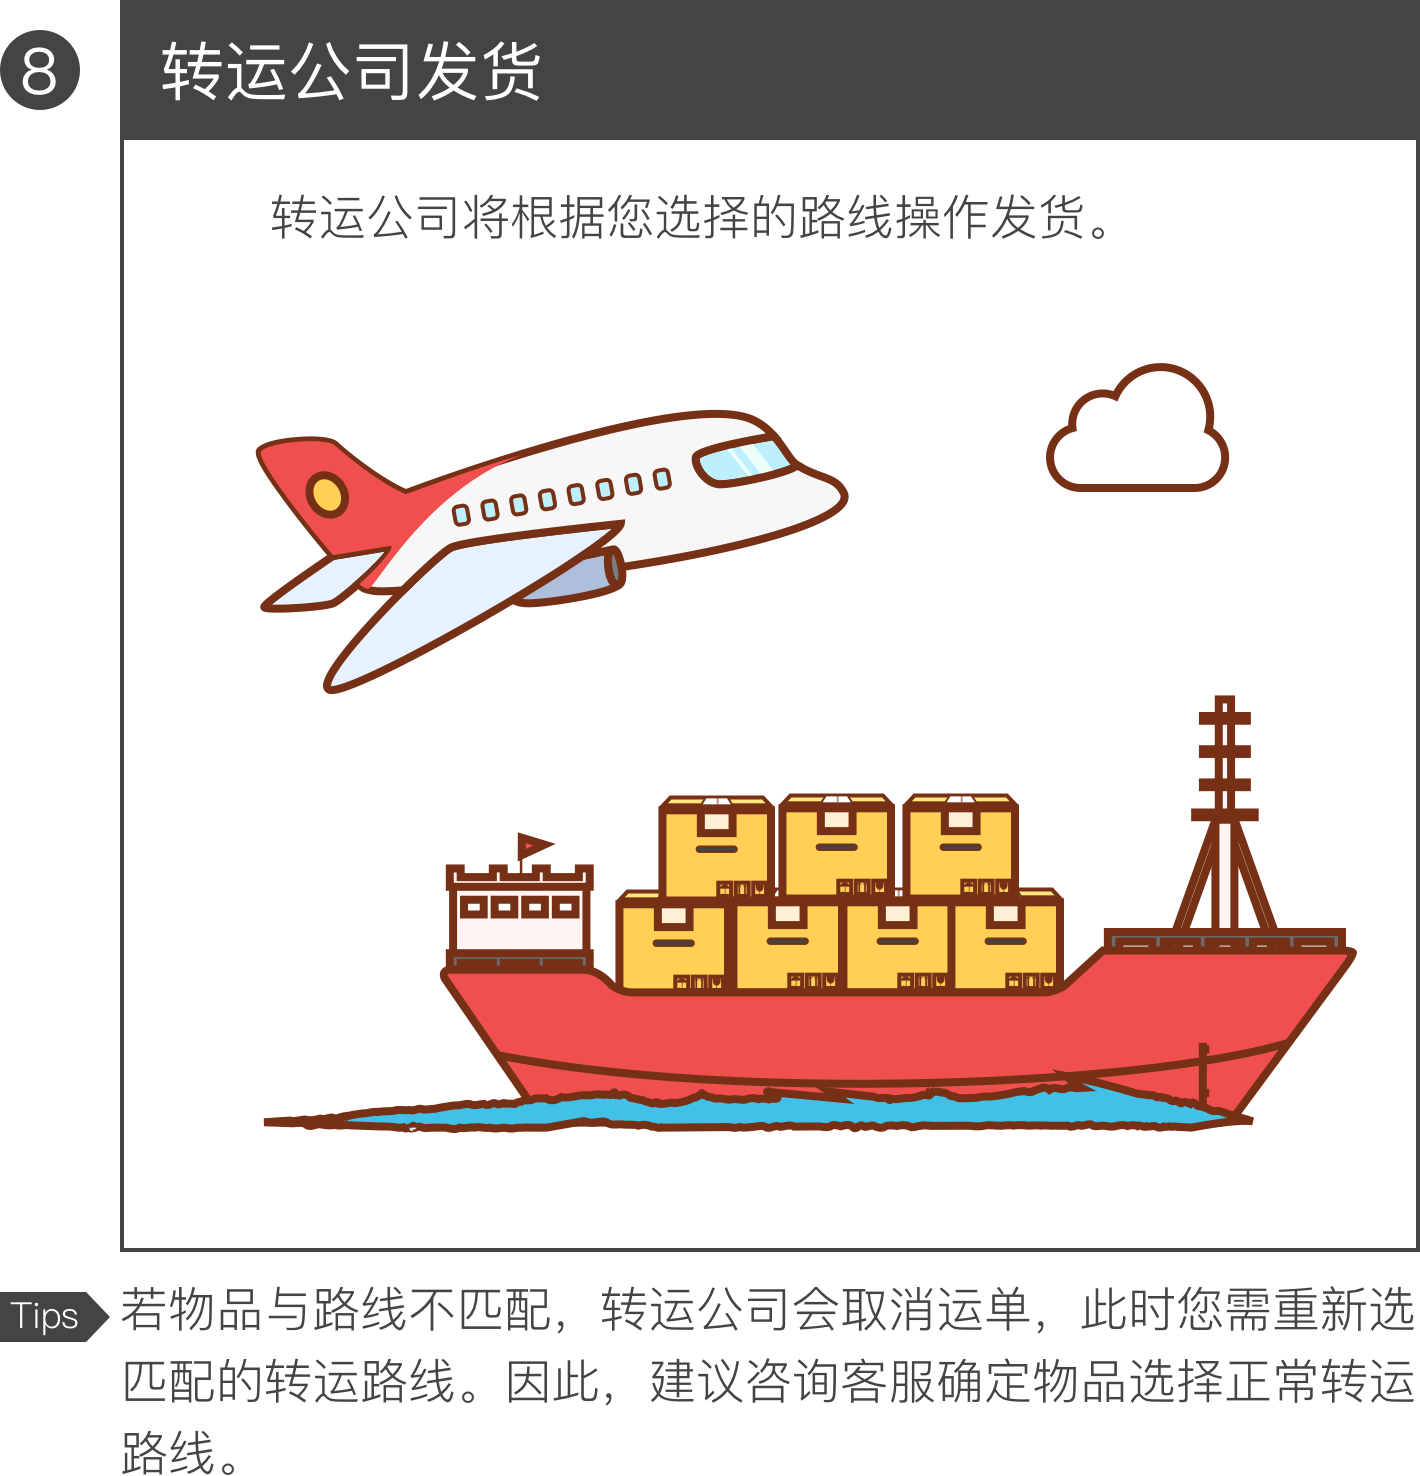 8
转运公司发货
转运公司将根据您选择的路线操作发货。
Tips
若物品与路线不匹配，转运公司会取消运单，此时您需重新选
匹配的转运路线。因此，建议咨询客服确定物品选择正常转运
路线。